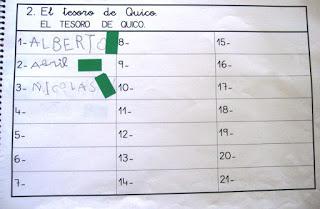 2. El tesoro de Quico.
EL TESORO DE QUICO.
1- ALBERTO 8- 15-
2- abril 9- 16-
3- NICOLAS 10- 17-
4- 11- 18-
5- 12- 19-
6- 13- 20-
7- 14- 21-